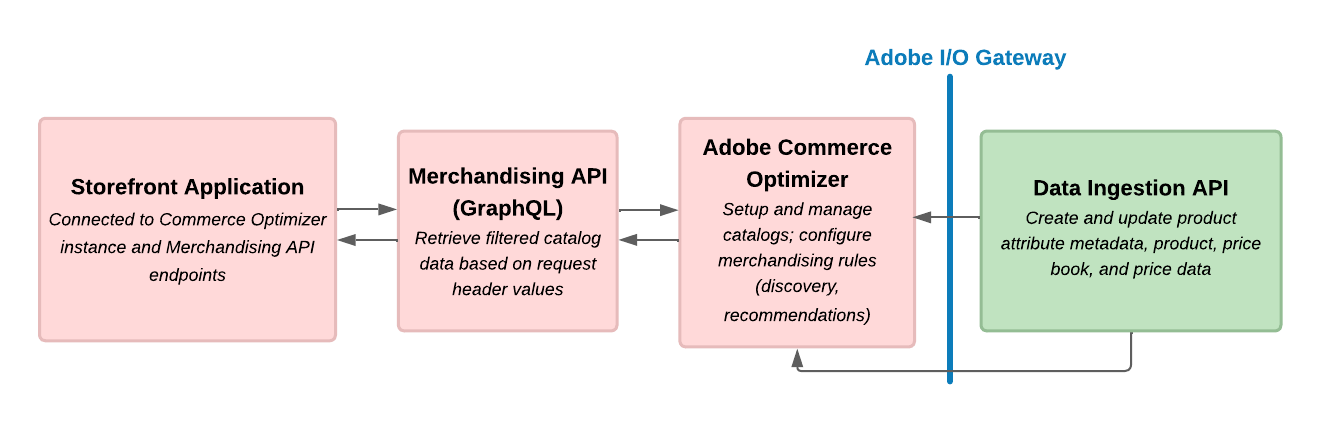 Adobe I/O Gateway
Storefront Application
Connected to Commerce Optimizer
instance and Merchandising API
endpoints
Merchandising API
(GraphQL)
Retrieve filtered catalog
data based on request
header values
Adobe Commerce
Optimizer
Setup and manage
catalogs; configure
merchandising rules
(discovery,
recommendations)
Data Ingestion API
Create and update product
attribute metadata, product, price
book, and price data